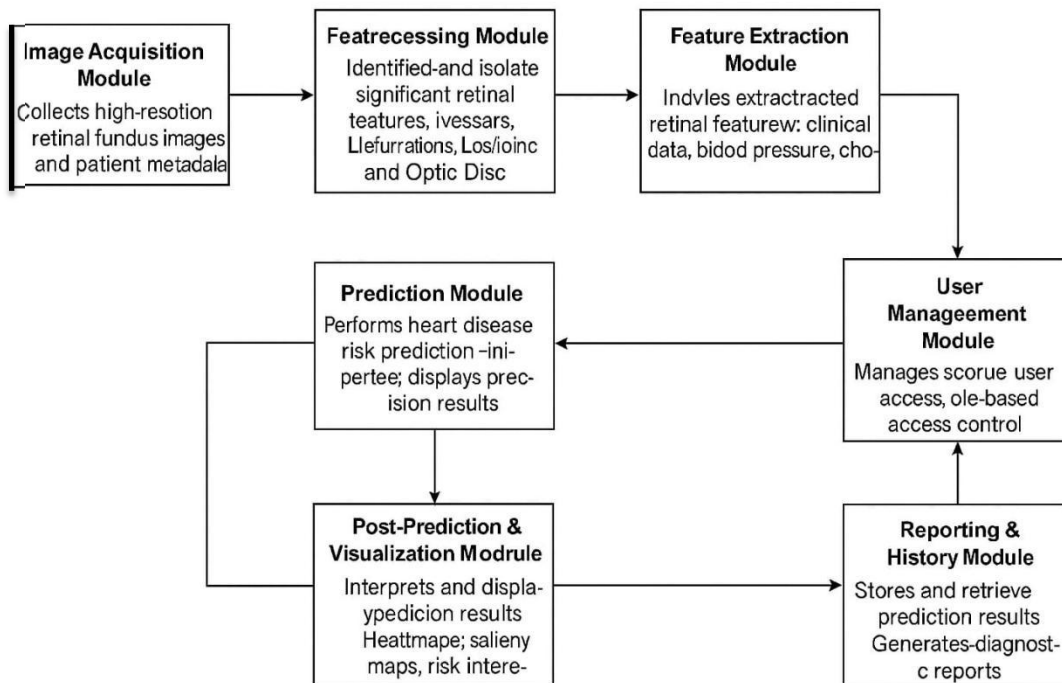 Image Acquisition
Module
Collects high-resotion
retinal fundus images
and patient metadala
Featrecessing Module
Identified-and isolate
significant retinal
teatures, ivessars,
Llefurrations, Los/ioinc
and Optic Disc
Feature Extraction
Module
Indvles extractracted
retinal featurew: clinical
data, bidod pressure, cho-
User
Manageement
Module
Manages scorue user
access, ole-based
access control
Prediction Module
Performs heart disease
risk prediction –ini-
pertee; displays prec-
ision results
Post-Prediction &
Visualization Modrule
Interprets and displa-
ypedicion results
Heattmape; salieny
maps, risk intere-
Reporting &
History Module
Stores and retrieve
prediction results
Generates-diagnost-
c reports